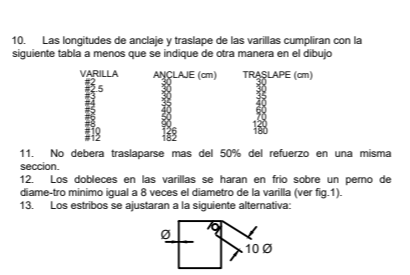 10. Las longitudes de anclaje y traslape de las varillas cumpliran con la
siguiente tabla a menos que se indique de otra manera en el dibujo
VARILLA ANCLAJE (cm) TRASLAPE (cm)
#2 30 30
#2.5 30 30
#3 30 35
#4 35 40
#5 40 60
#6 50 70
#8 90 120
#10 126 180
#12 182
11. No debera traslaparse mas del 50% del refuerzo en una misma
seccion.
12. Los dobleces en las varillas se haran en frio sobre un perno de
diame-tro minimo igual a 8 veces el diametro de la varilla (ver fig.1).
13. Los estribos se ajustaran a la siguiente alternativa:
Ø
10 Ø